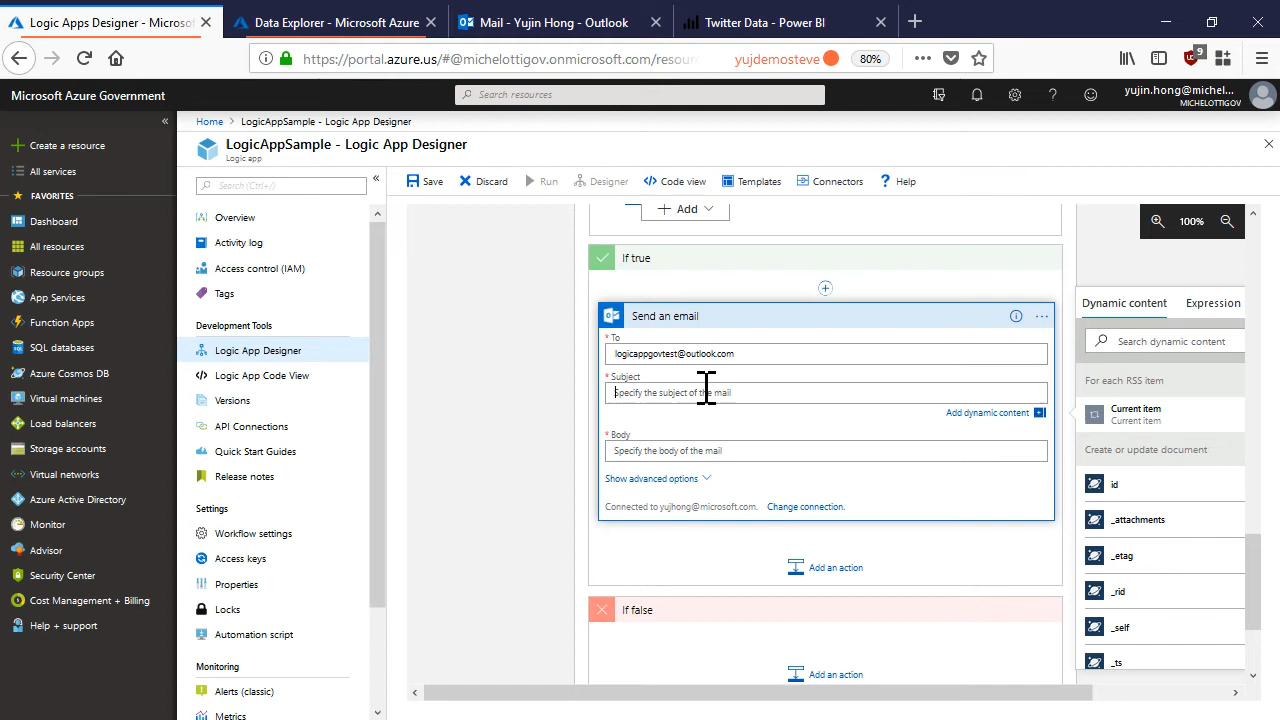 Logic Apps Designer - Microso
Data Explorer - Microsoft Azure
Mail - Yujin Hong - Outlook
Twitter Data - Power BI
https://portal.azure.us/#@michelottigov.onmicrosoft.com/resour
yujdemosteve
80%
9
Microsoft Azure Government
Search resources
yujin.hong@michel...
MICHELOTTIGOV
Create a resource
All services
FAVORITES
Dashboard
All resources
Resource groups
App Services
Function Apps
SQL databases
Azure Cosmos DB
Virtual machines
Load balancers
Storage accounts
Virtual networks
Azure Active Directory
Monitor
Advisor
Security Center
Cost Management + Billing
Help + support
Home > LogicAppSample - Logic App Designer
LogicAppSample - Logic App Designer
Logic app
Search (Ctrl+/)
Overview
Activity log
Access control (IAM)
Tags
Development Tools
Logic App Designer
Logic App Code View
Versions
API Connections
Quick Start Guides
Release notes
Settings
Workflow settings
Access keys
Properties
Locks
Automation script
Monitoring
Alerts (classic)
Metrics
Save
Discard
Run
Designer
Code view
Templates
Connectors
Help
Add
100%
If true
Send an email
* To
logicappgovtest@outlook.com
* Subject
Specify the subject of the mail
Add dynamic content
* Body
Specify the body of the mail
Show advanced options
Connected to yujhong@microsoft.com. Change connection.
Add an action
If false
Add an action
Dynamic content
Expression
Search dynamic content
For each RSS item
Current item
Current item
Create or update document
id
_attachments
_etag
_rid
_self
_ts